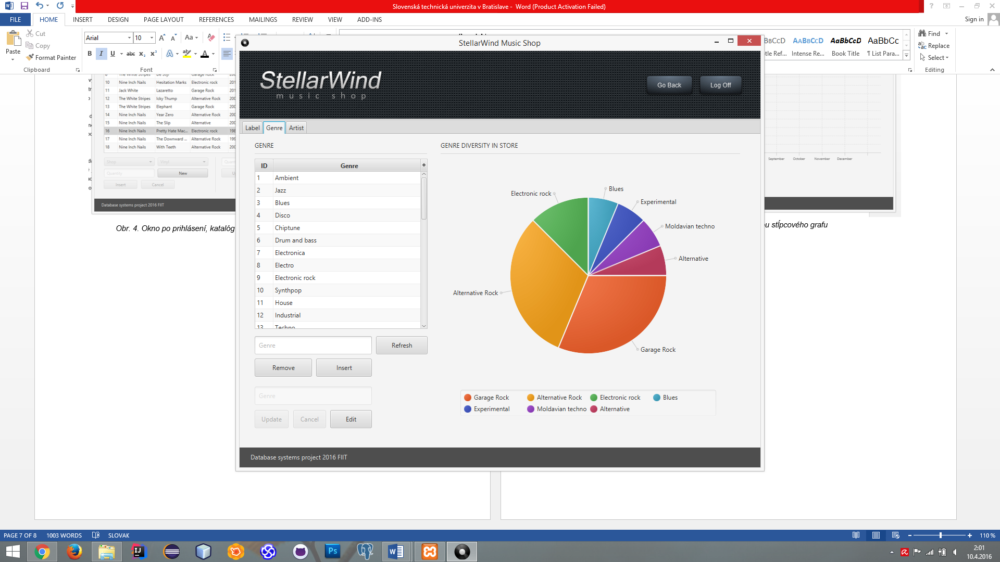 Slovenská technická univerzita v Bratislave - Word (Product Activation Failed)
FILE HOME INSERT DESIGN PAGE LAYOUT REFERENCES MAILINGS REVIEW VIEW ADD-INS
Sign in
Paste
Cut
Copy
Format Painter
Clipboard
Arial 10
Font
Intense Re... Book Title ¶ List Para...
Find
Replace
Select
Editing
10 Nine Inch Nails Hesitation Marks Electronic rock 201
11 Jack White Lazaretto Garage Rock 201
12 The White Stripes Icky Thump Alternative Rock 200
13 The White Stripes Elephant Garage Rock 200
14 Nine Inch Nails Year Zero Alternative Rock 200
15 Nine Inch Nails The Slip Alternative 200
16 Nine Inch Nails Pretty Hate Mac... Electronic rock 198
17 Nine Inch Nails The Downward ... Alternative Rock 199
18 Nine Inch Nails With Teeth Alternative Rock 200
Shop Vinyl
Quantity New
Insert Cancel
Database systems project 2016 FIIT
Obr. 4. Okno po prihlásení, katalóg
September October November December
ou stĺpcového grafu
StellarWind Music Shop
StellarWind
music shop
Go Back Log Off
Label Genre Artist
GENRE
ID Genre +
1 Ambient
2 Jazz
3 Blues
4 Disco
5 Chiptune
6 Drum and bass
7 Electronica
8 Electro
9 Electronic rock
10 Synthpop
11 House
12 Industrial
13 Techno
Genre Refresh
Remove Insert
Genre
Update Cancel Edit
GENRE DIVERSITY IN STORE
Blues
Electronic rock
Experimental
Moldavian techno
Alternative
Alternative Rock
Garage Rock
Garage Rock Alternative Rock Electronic rock Blues
Experimental Moldavian techno Alternative
Database systems project 2016 FIIT
PAGE 7 OF 8 1003 WORDS SLOVAK
110 %
2:01
10.4.2016